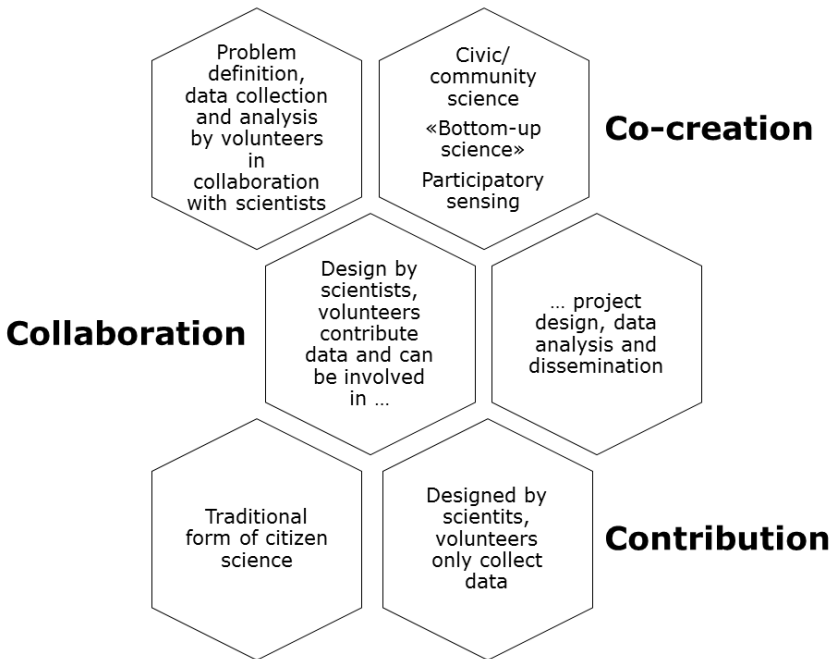 Problem
definition,
data collection
and analysis
by volunteers
in
collaboration
with scientists
Civic/
community
science
«Bottom-up
science»
Participatory
sensing
Co-creation
Collaboration
Design by
scientists,
volunteers
contribute
data and can
be involved
in …
… project
design, data
analysis and
dissemination
Traditional
form of citizen
science
Designed by
scientits,
volunteers
only collect
data
Contribution